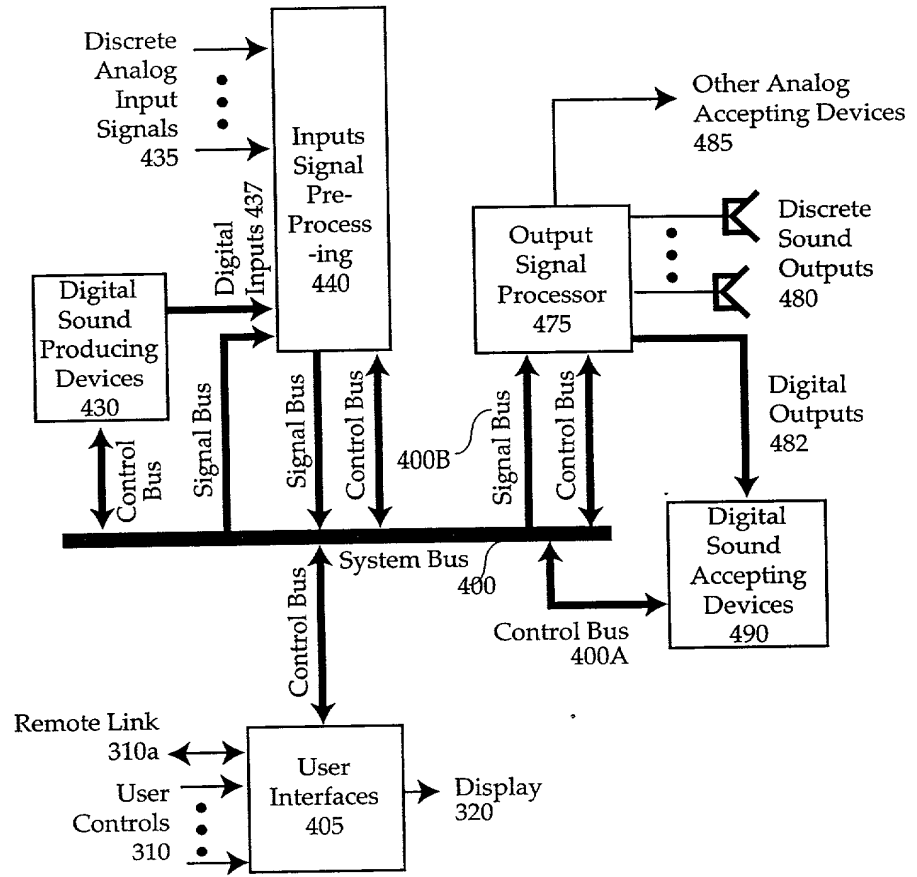 Discrete
Analog
Input
Signals
435
Inputs
Signal
Pre-
Process
-ing
440
Other Analog
Accepting Devices
485
Output
Signal
Processor
475
Discrete
Sound
Outputs
480
Digital
Inputs 437
Digital
Sound
Producing
Devices
430
Digital
Outputs
482
Control
Bus
Signal Bus
Signal Bus
Control Bus
400B
Signal Bus
Control Bus
System Bus
400
Digital
Sound
Accepting
Devices
490
Control Bus
400A
Control Bus
Remote Link
310a
User
Controls
310
User
Interfaces
405
Display
320